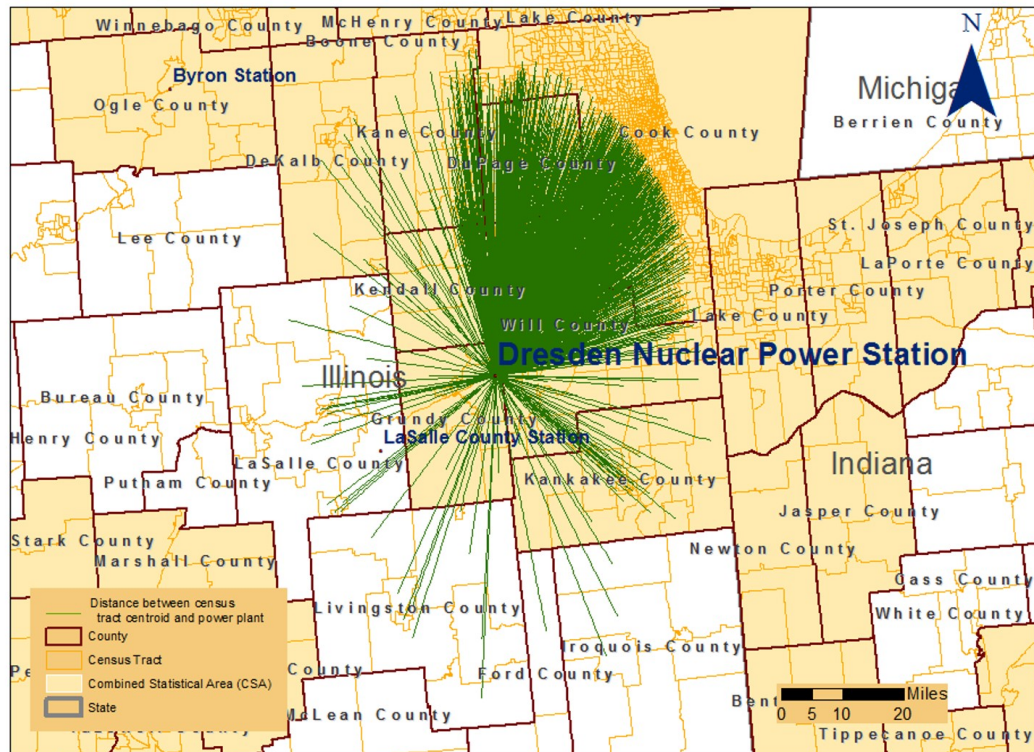 Winnebago County
McHenry County
Lake County
Boone County
N
Byron Station
Michiga
Ogle County
Berrien County
Kane County
Cook County
DeKalb County
DuPage County
Lee County
St. Joseph County
LaPorte County
Kendall County
Porter County
Will County
Lake County
Dresden Nuclear Power Station
Illinois
Bureau County
Grundy County
Henry County
LaSalle County Station
LaSalle County
Indiana
Putnam County
Kankakee County
Jasper County
Stark County
Newton County
Marshall County
Cass County
Distance between census
tract centroid and power plant
Livingston County
White County
County
Census Tract
Iroquois County
Pe
Combined Statistical Area (CSA)
County
Ford County
State
Bent
Miles
0 5 10 20
McLean County
Tippecanoe County